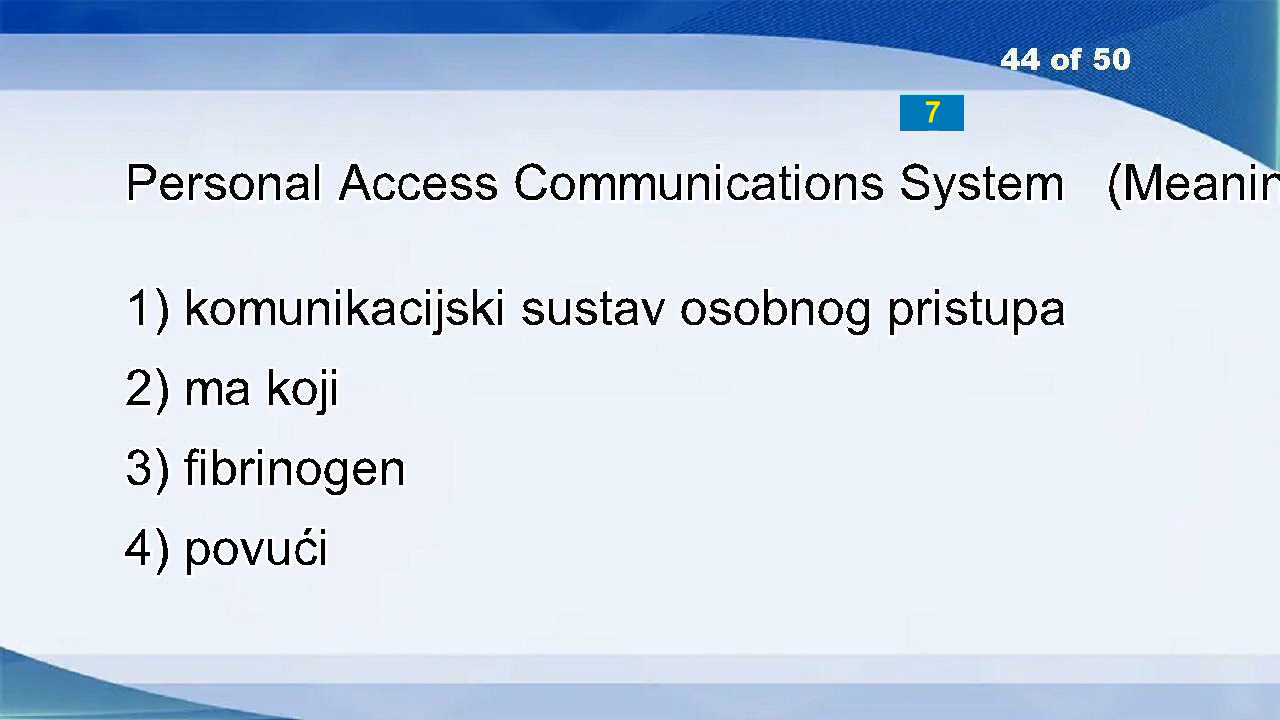 44 of 50
7
Personal Access Communications System (Meanin
1) komunikacijski sustav osobnog pristupa
2) ma koji
3) fibrinogen
4) povući